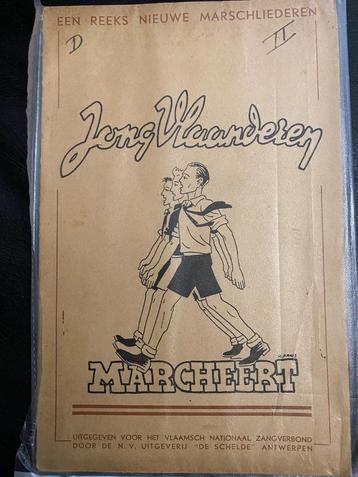 EEN REEKS NIEUWE MARSCHLIEDEREN
D II
Jong Vlaanderen
MARCHEERT
UITGEGEVEN VOOR HET VLAAMSCH NATIONAAL ZANGVERBOND
DOOR DE N.V. UITGEVERIJ "DE SCHELDE" ANTWERPEN